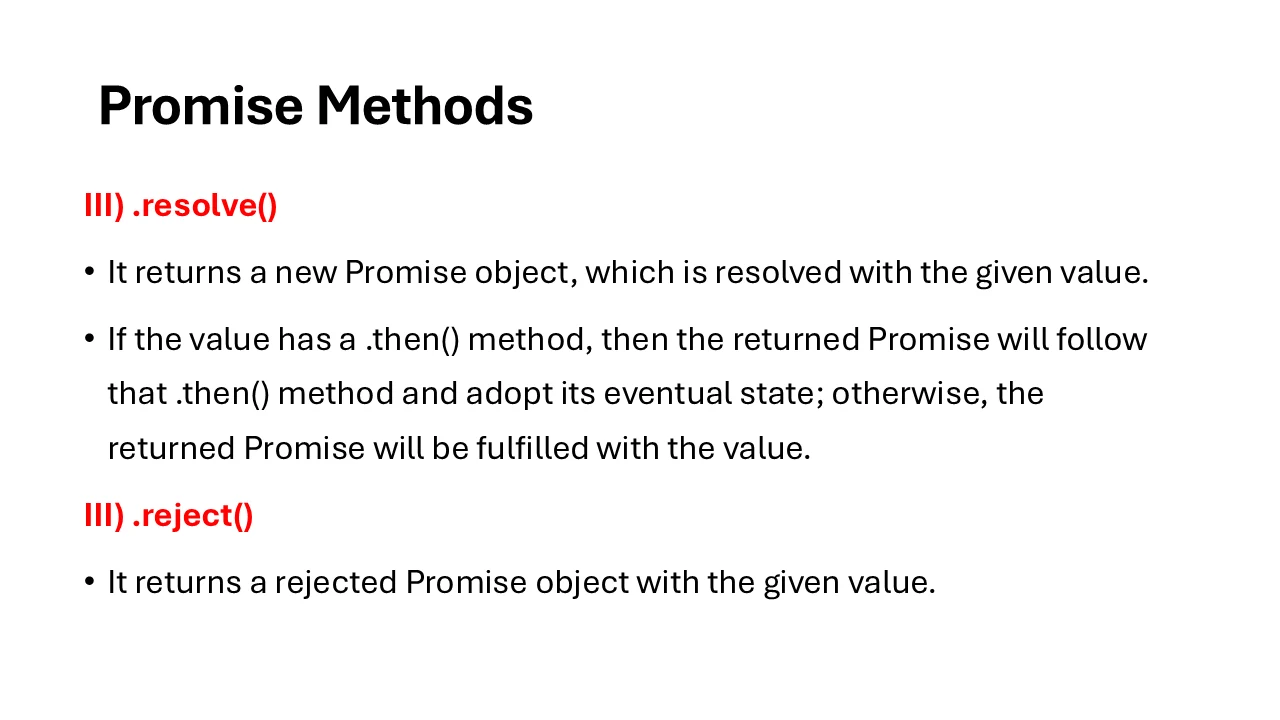 Promise Methods
III) .resolve()
• It returns a new Promise object, which is resolved with the given value.
• If the value has a .then() method, then the returned Promise will follow
that .then() method and adopt its eventual state; otherwise, the
returned Promise will be fulfilled with the value.
III) .reject()
• It returns a rejected Promise object with the given value.